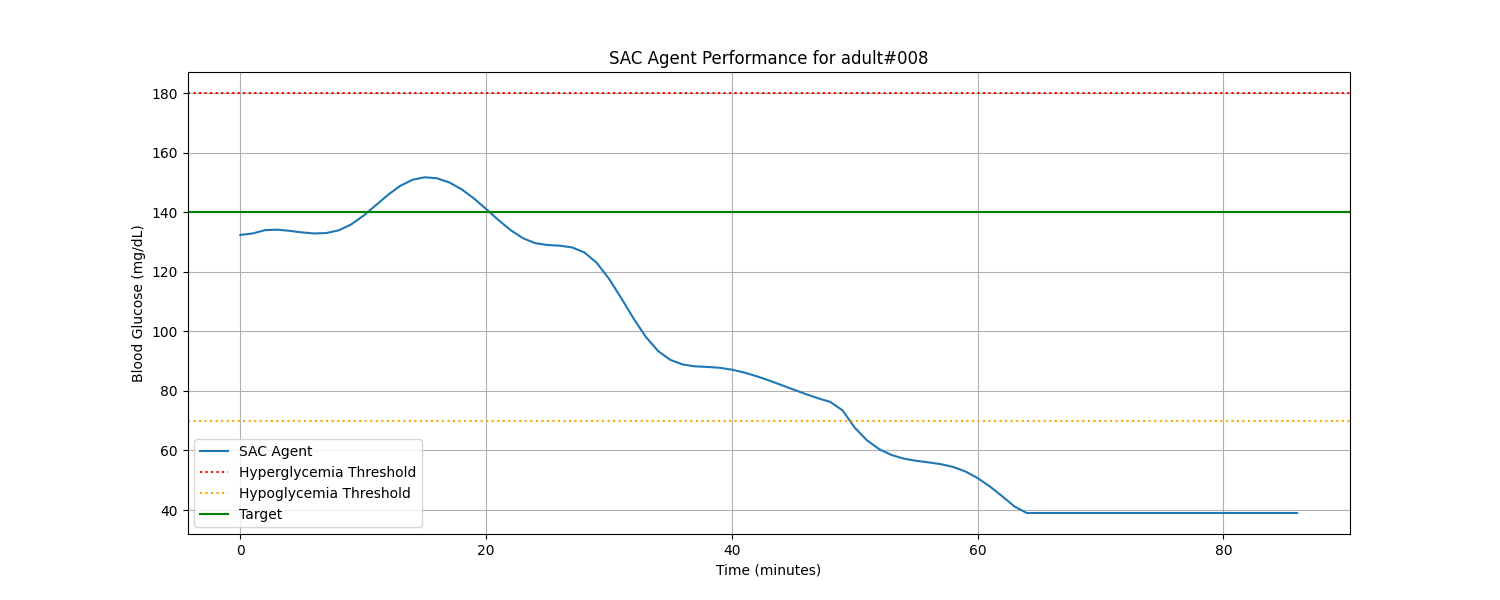 SAC Agent Performance for adult#008
Blood Glucose (mg/dL)
180
160
140
120
100
80
60
40
SAC Agent
Hyperglycemia Threshold
Hypoglycemia Threshold
Target
0
20
40
60
80
Time (minutes)